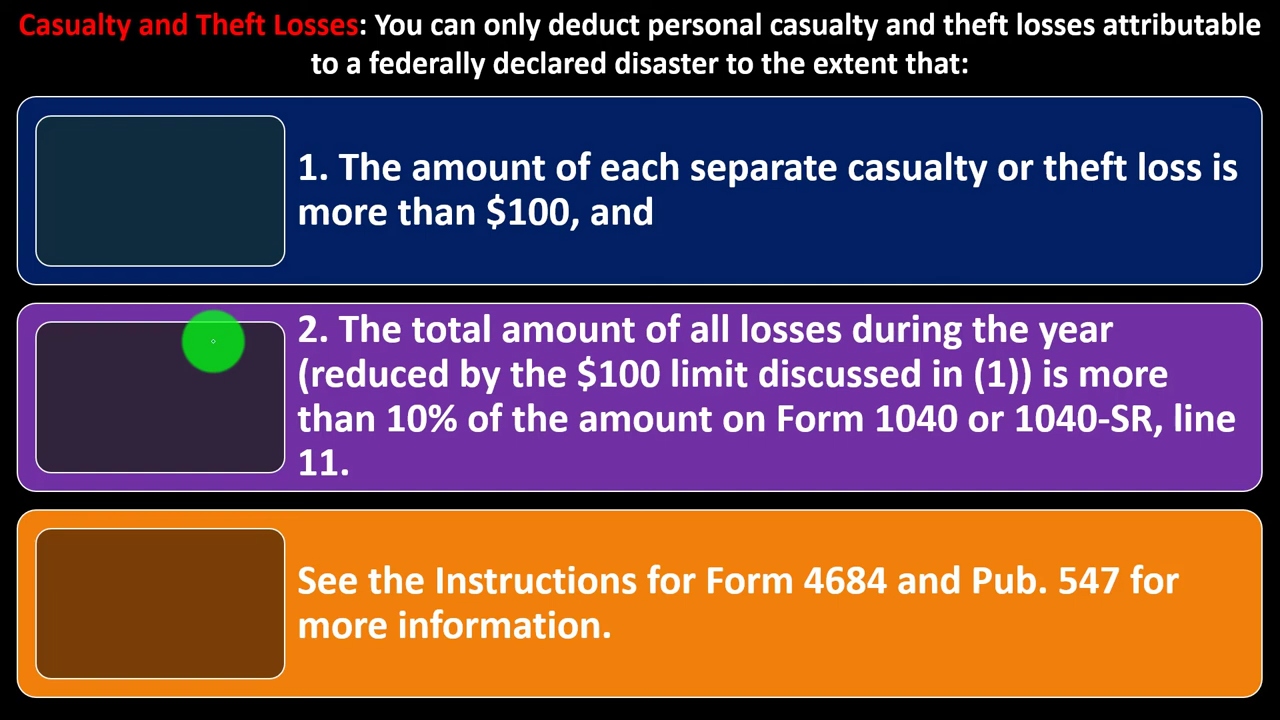 Casualty and Theft Losses: You can only deduct personal casualty and theft losses attributable
to a federally declared disaster to the extent that:
1. The amount of each separate casualty or theft loss is
more than $100, and
2. The total amount of all losses during the year
(reduced by the $100 limit discussed in (1)) is more
than 10% of the amount on Form 1040 or 1040-SR, line
11.
See the Instructions for Form 4684 and Pub. 547 for
more information.